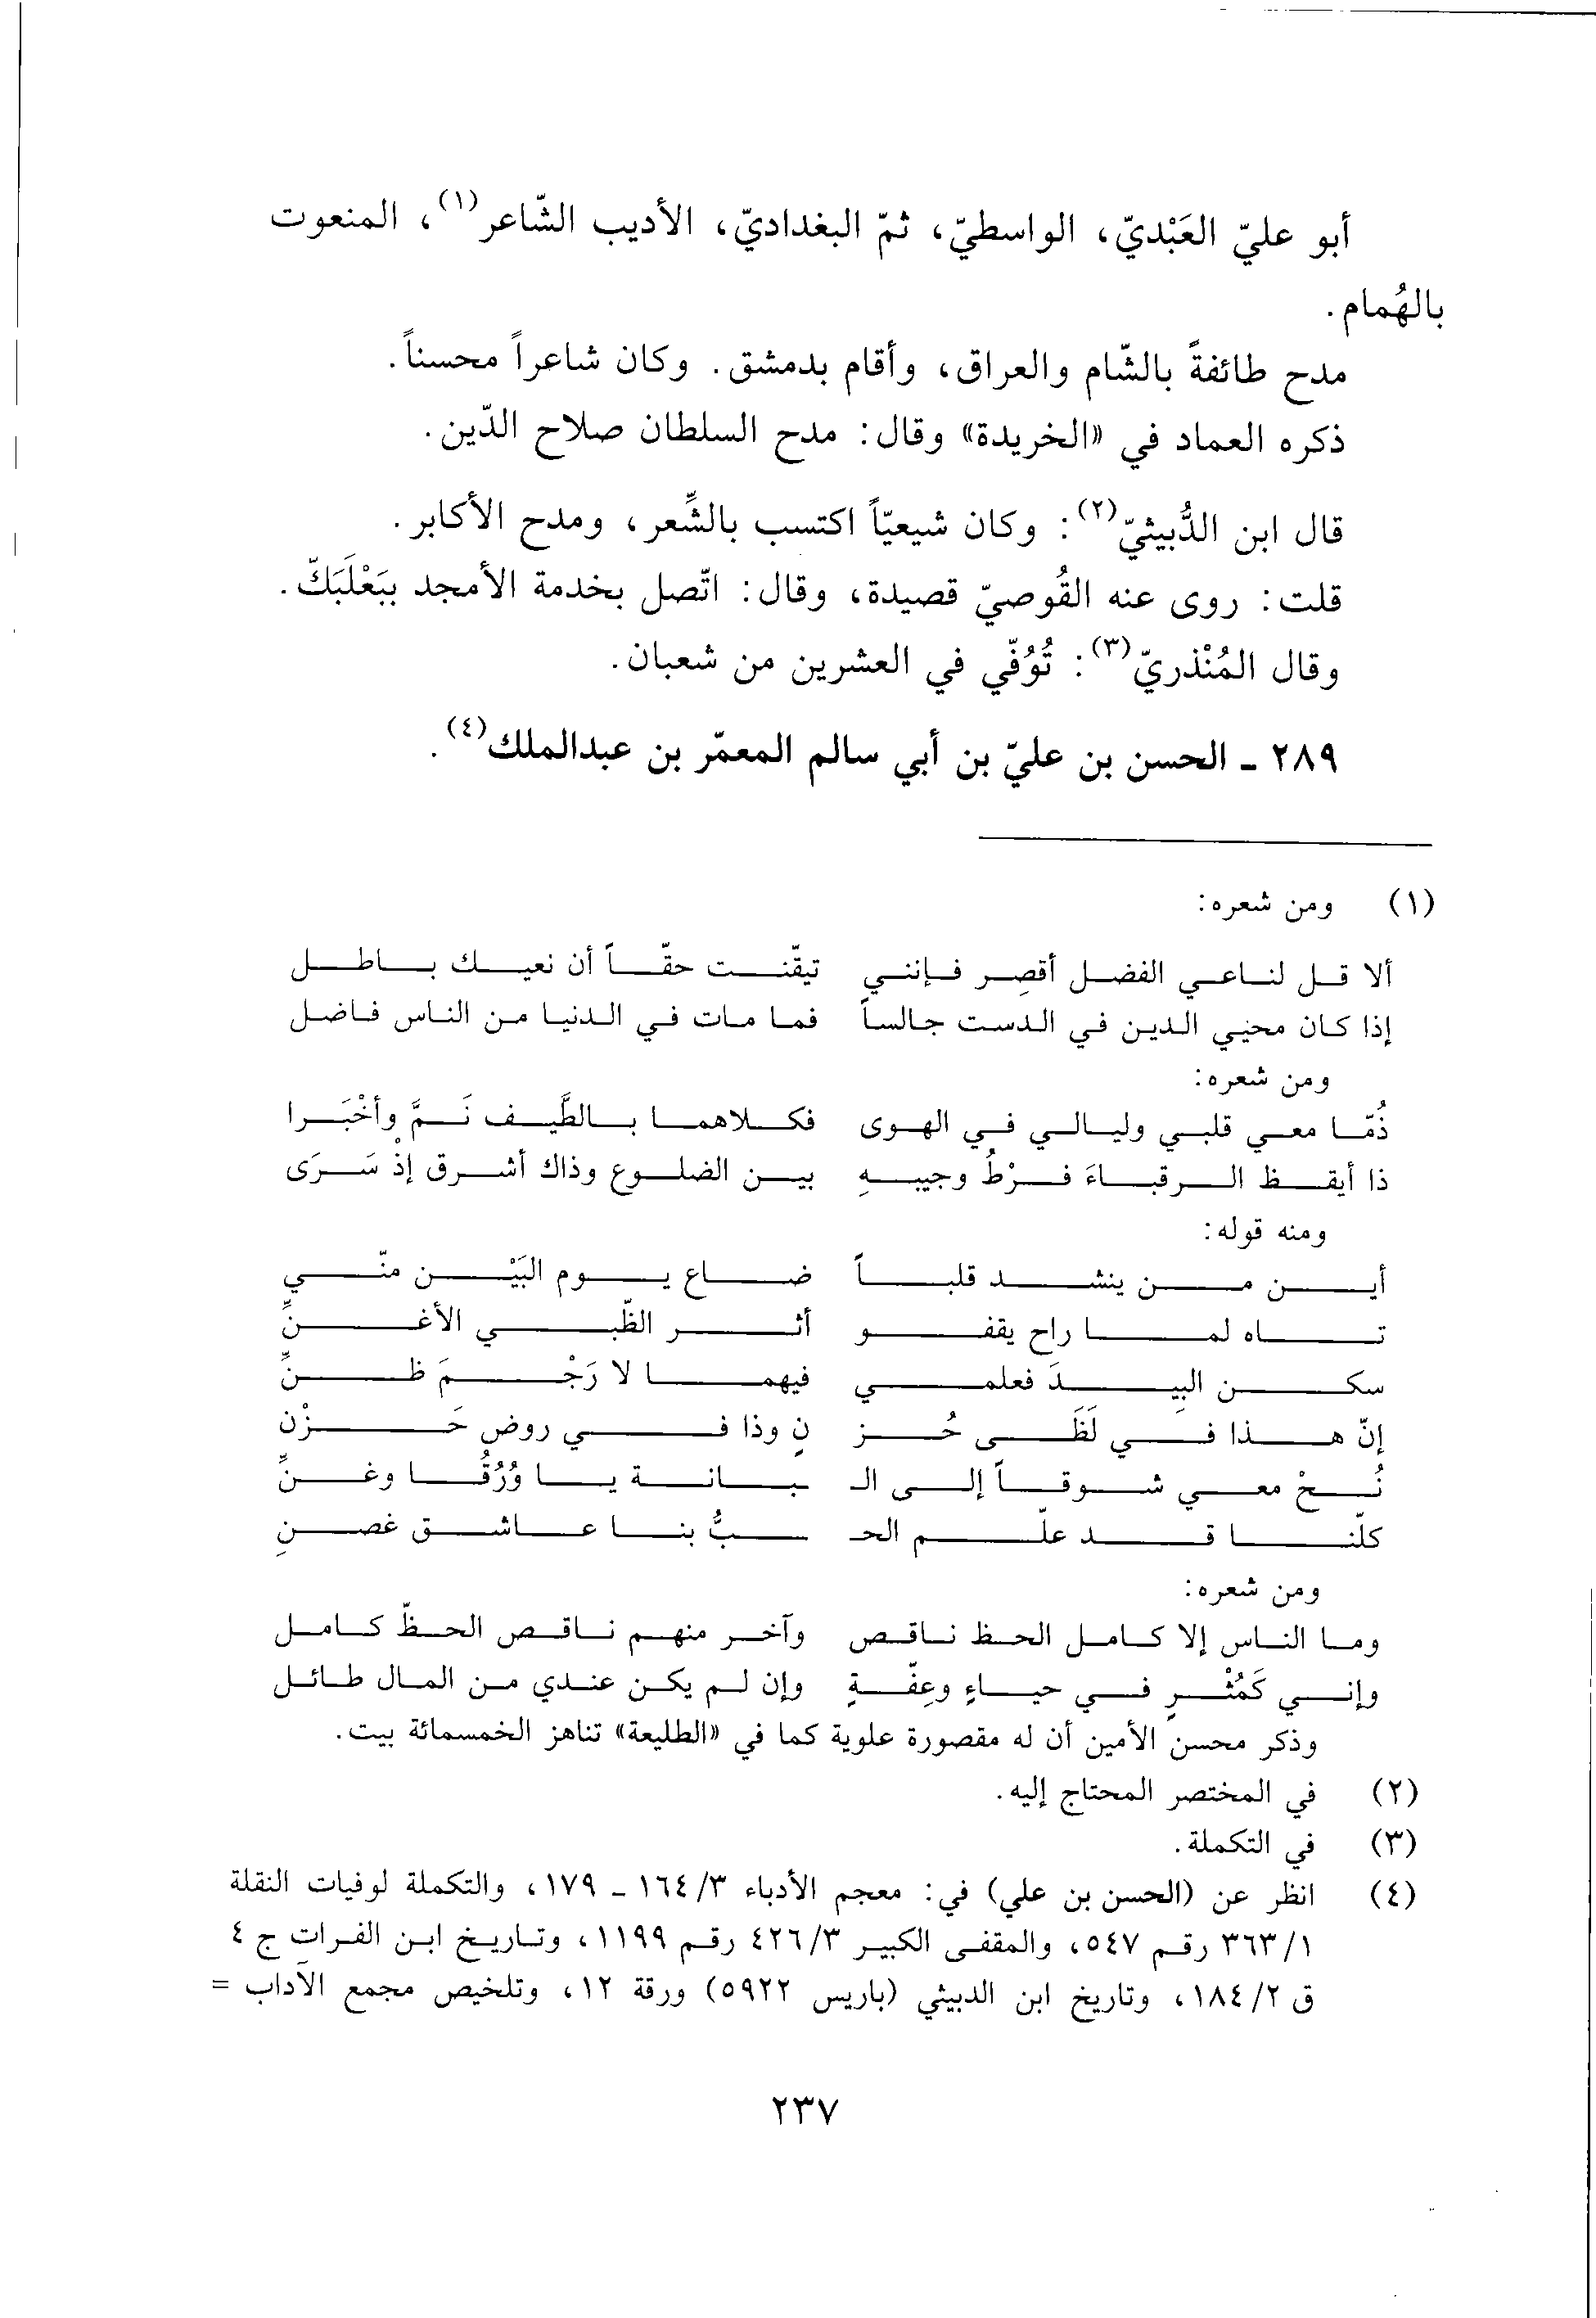 أبو عليّ العَبْديّ، الواسطيّ، ثمّ البغداديّ، الأديب الشّاعر(١)، المنعوت
بالهُمام.
مدح طائفةً بالشّام والعراق، وأقام بدمشق. وكان شاعراً محسناً.
ذكره العماد في «الخريدة» وقال: مدح السلطان صلاح الدّين.
قال ابن الدُّبيثيّ(٢): وكان شيعيّاً اكتسب بالشِّعر، ومدح الأكابر.
قلت: روى عنه القُوصيّ قصيدة، وقال: اتّصل بخدمة الأمجد ببَعْلَبَكّ.
وقال المُنْذريّ(٣): تُوُفّي في العشرين من شعبان.
٢٨٩ ـ الحسن بن عليّ بن أبي سالم المعمّر بن عبدالملك(٤).
(١) ومن شعره:
ألا قل لناعي الفضل أقصِر فإنني تيقّنت حقّاً أن نعيك باطل
إذا كان محيي الدين في الدست جالساً فما مات في الدنيا من الناس فاضل
ومن شعره:
ذُمّا معي قلبي وليالي في الهوى فكلاهما بالطَّيف نَمَّ وأخْبَرا
ذا أيقظ الرقباءَ فرْطُ وجيبهِ بين الضلوع وذاك أشرق إذْ سَرَى
ومنه قوله:
أين من ينشد قلباً ضاع يوم البَيْن منّي
تاه لما راح يقفو أثر الظّبي الأغنِّ
سكن البِيدَ فعلمي فيهما لا رَجْمَ ظنِّ
إنّ هذا في لَظَى حُز نٍ وذا في روض حَزْن
نُحْ معي شوقاً إلى الـ ـبانة يا وُرُقُا وغنِّ
كلّنا قد علّم الحـ ـبُّ بنا عاشق غصنِ
ومن شعره:
وما الناس إلا كامل الحظ ناقص وآخر منهم ناقص الحظّ كامل
وإني كَمُثْرٍ في حياءٍ وعِفّةٍ وإن لم يكن عندي من المال طائل
وذكر محسن الأمين أن له مقصورة علوية كما في «الطليعة» تناهز الخمسمائة بيت.
(٢) في المختصر المحتاج إليه.
(٣) في التكملة.
(٤) انظر عن (الحسن بن علي) في: معجم الأدباء ٣/ ١٦٤ ـ ١٧٩، والتكملة لوفيات النقلة
١/ ٣٦٣ رقم ٥٤٧، والمقفى الكبير ٣/ ٤٢٦ رقم ١١٩٩، وتاريخ ابن الفرات ج ٤
ق ٢/ ١٨٤، وتاريخ ابن الدبيثي (باريس ٥٩٢٢) ورقة ١٢، وتلخيص مجمع الآداب =
٢٣٧